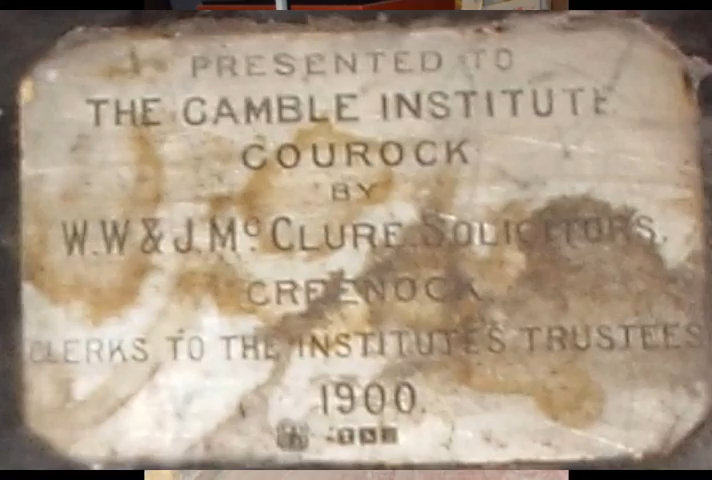 PRESENTED TO
THE GAMBLE INSTITUTE
GOUROCK
BY
W.W & J. Mc CLURE. SOLICITORS.
GREENOCK
CLERKS TO THE INSTITUTES TRUSTEES
1900.